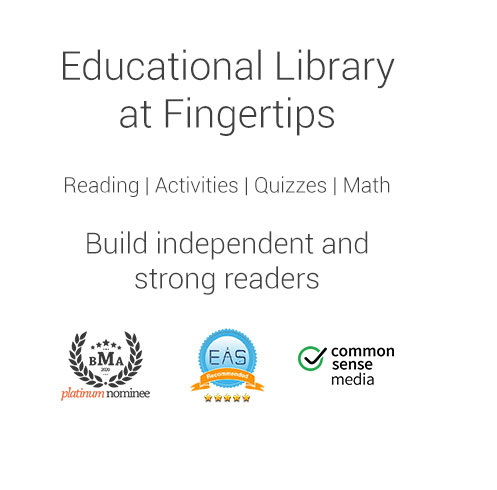 Educational Library
at Fingertips
Reading | Activities | Quizzes | Math
Build independent and
strong readers
BMA
2020
platinum nominee
EAS
Recommended
common
sense
media